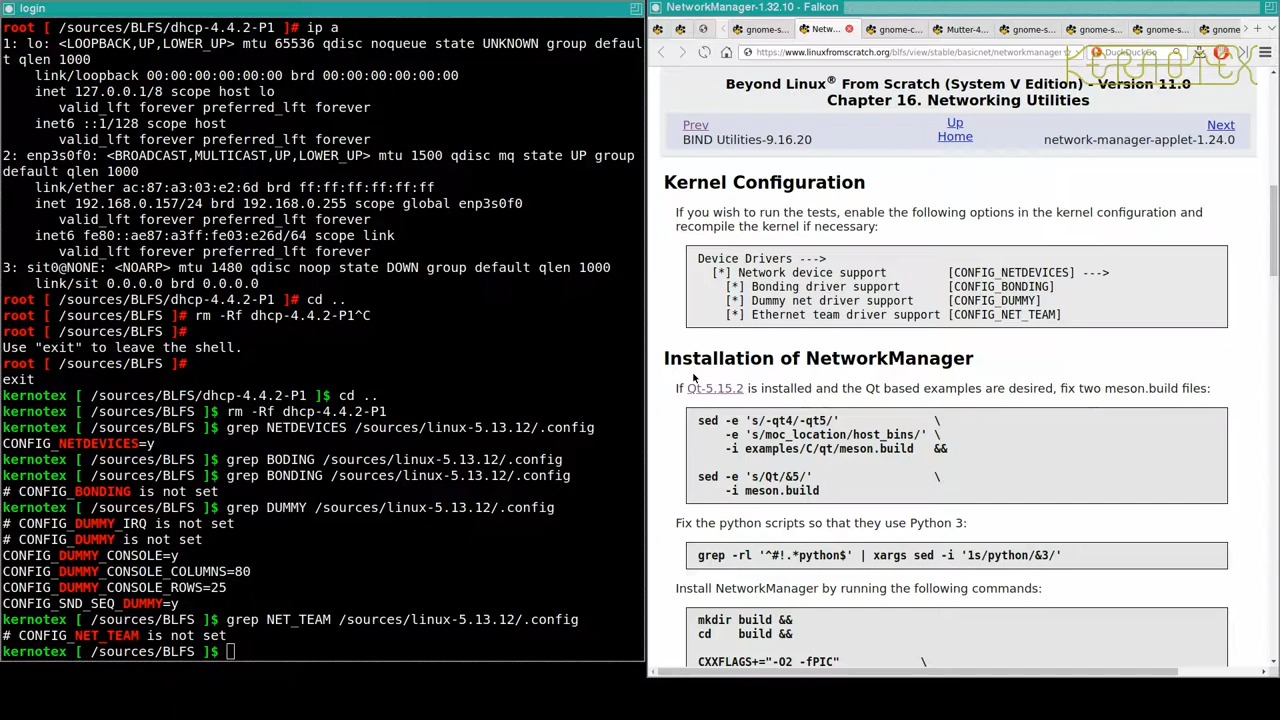 login
root [ /sources/BLFS/dhcp-4.4.2-P1 ]# ip a
1: lo: <LOOPBACK,UP,LOWER_UP> mtu 65536 qdisc noqueue state UNKNOWN group defaul
t qlen 1000
link/loopback 00:00:00:00:00:00 brd 00:00:00:00:00:00
inet 127.0.0.1/8 scope host lo
valid_lft forever preferred_lft forever
inet6 ::1/128 scope host
valid_lft forever preferred_lft forever
2: enp3s0f0: <BROADCAST,MULTICAST,UP,LOWER_UP> mtu 1500 qdisc mq state UP group
default qlen 1000
link/ether ac:87:a3:03:e2:6d brd ff:ff:ff:ff:ff:ff
inet 192.168.0.157/24 brd 192.168.0.255 scope global enp3s0f0
valid_lft forever preferred_lft forever
inet6 fe80::ae87:a3ff:fe03:e26d/64 scope link
valid_lft forever preferred_lft forever
3: sit0@NONE: <NOARP> mtu 1480 qdisc noop state DOWN group default qlen 1000
link/sit 0.0.0.0 brd 0.0.0.0
root [ /sources/BLFS/dhcp-4.4.2-P1 ]# cd ..
root [ /sources/BLFS ]# rm -Rf dhcp-4.4.2-P1^C
root [ /sources/BLFS ]#
Use "exit" to leave the shell.
root [ /sources/BLFS ]#
exit
kernotex [ /sources/BLFS/dhcp-4.4.2-P1 ]$ cd ..
kernotex [ /sources/BLFS ]$ rm -Rf dhcp-4.4.2-P1
kernotex [ /sources/BLFS ]$ grep NETDEVICES /sources/linux-5.13.12/.config
CONFIG_NETDEVICES=y
kernotex [ /sources/BLFS ]$ grep BODING /sources/linux-5.13.12/.config
kernotex [ /sources/BLFS ]$ grep BONDING /sources/linux-5.13.12/.config
# CONFIG_BONDING is not set
kernotex [ /sources/BLFS ]$ grep DUMMY /sources/linux-5.13.12/.config
# CONFIG_DUMMY_IRQ is not set
# CONFIG_DUMMY is not set
CONFIG_DUMMY_CONSOLE=y
CONFIG_DUMMY_CONSOLE_COLUMNS=80
CONFIG_DUMMY_CONSOLE_ROWS=25
CONFIG_SND_SEQ_DUMMY=y
kernotex [ /sources/BLFS ]$ grep NET_TEAM /sources/linux-5.13.12/.config
# CONFIG_NET_TEAM is not set
kernotex [ /sources/BLFS ]$
NetworkManager-1.32.10 - Falkon
gnome-s Netw... gnome-c Mutter-4... gnome-s gnome-s gnome-s gnome
https://www.linuxfromscratch.org/blfs/view/stable/basicnet/networkmanager DuckDuckGo
KERNOTEX
Beyond Linux® From Scratch (System V Edition) - Version 11.0
Chapter 16. Networking Utilities
Prev Up Next
BIND Utilities-9.16.20 Home network-manager-applet-1.24.0
Kernel Configuration
If you wish to run the tests, enable the following options in the kernel configuration and
recompile the kernel if necessary:
Device Drivers --->
[*] Network device support [CONFIG_NETDEVICES] --->
[*] Bonding driver support [CONFIG_BONDING]
[*] Dummy net driver support [CONFIG_DUMMY]
[*] Ethernet team driver support [CONFIG_NET_TEAM]
Installation of NetworkManager
If Qt-5.15.2 is installed and the Qt based examples are desired, fix two meson.build files:
sed -e 's/-qt4/-qt5/' \
-e 's/moc_location/host_bins/' \
-i examples/C/qt/meson.build &&
sed -e 's/Qt/&5/' \
-i meson.build
Fix the python scripts so that they use Python 3:
grep -rl '^#!.*python$' | xargs sed -i '1s/python/&3/'
Install NetworkManager by running the following commands:
mkdir build &&
cd build &&
CXXFLAGS+="-O2 -fPIC" \